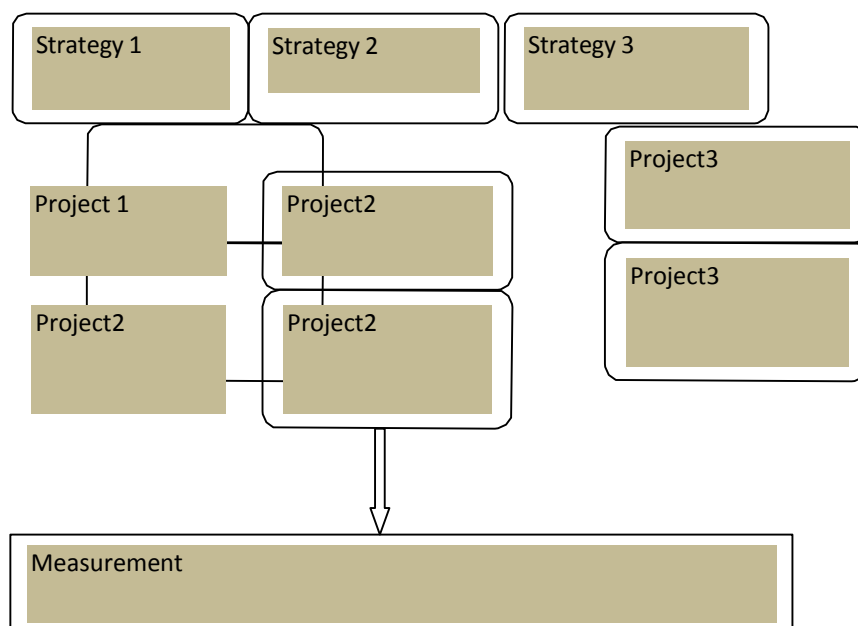 Strategy 1
Strategy 2
Strategy 3
Project3
Project 1
Project2
Project3
Project2
Project2
Measurement